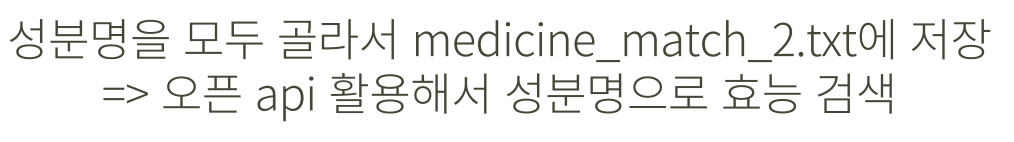 성분명을 모두 골라서 medicine_match_2.txt에 저장
=> 오픈 api 활용해서 성분명으로 효능 검색